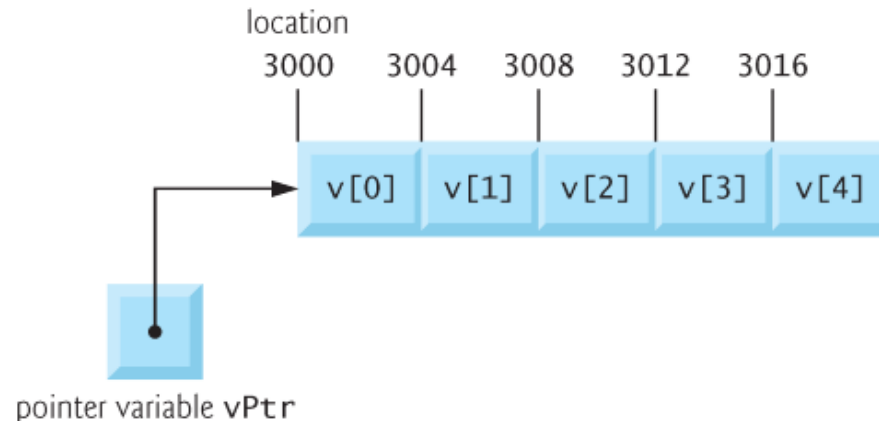 location
3000 3004 3008 3012 3016
v[0] v[1] v[2] v[3] v[4]
pointer variable vPtr